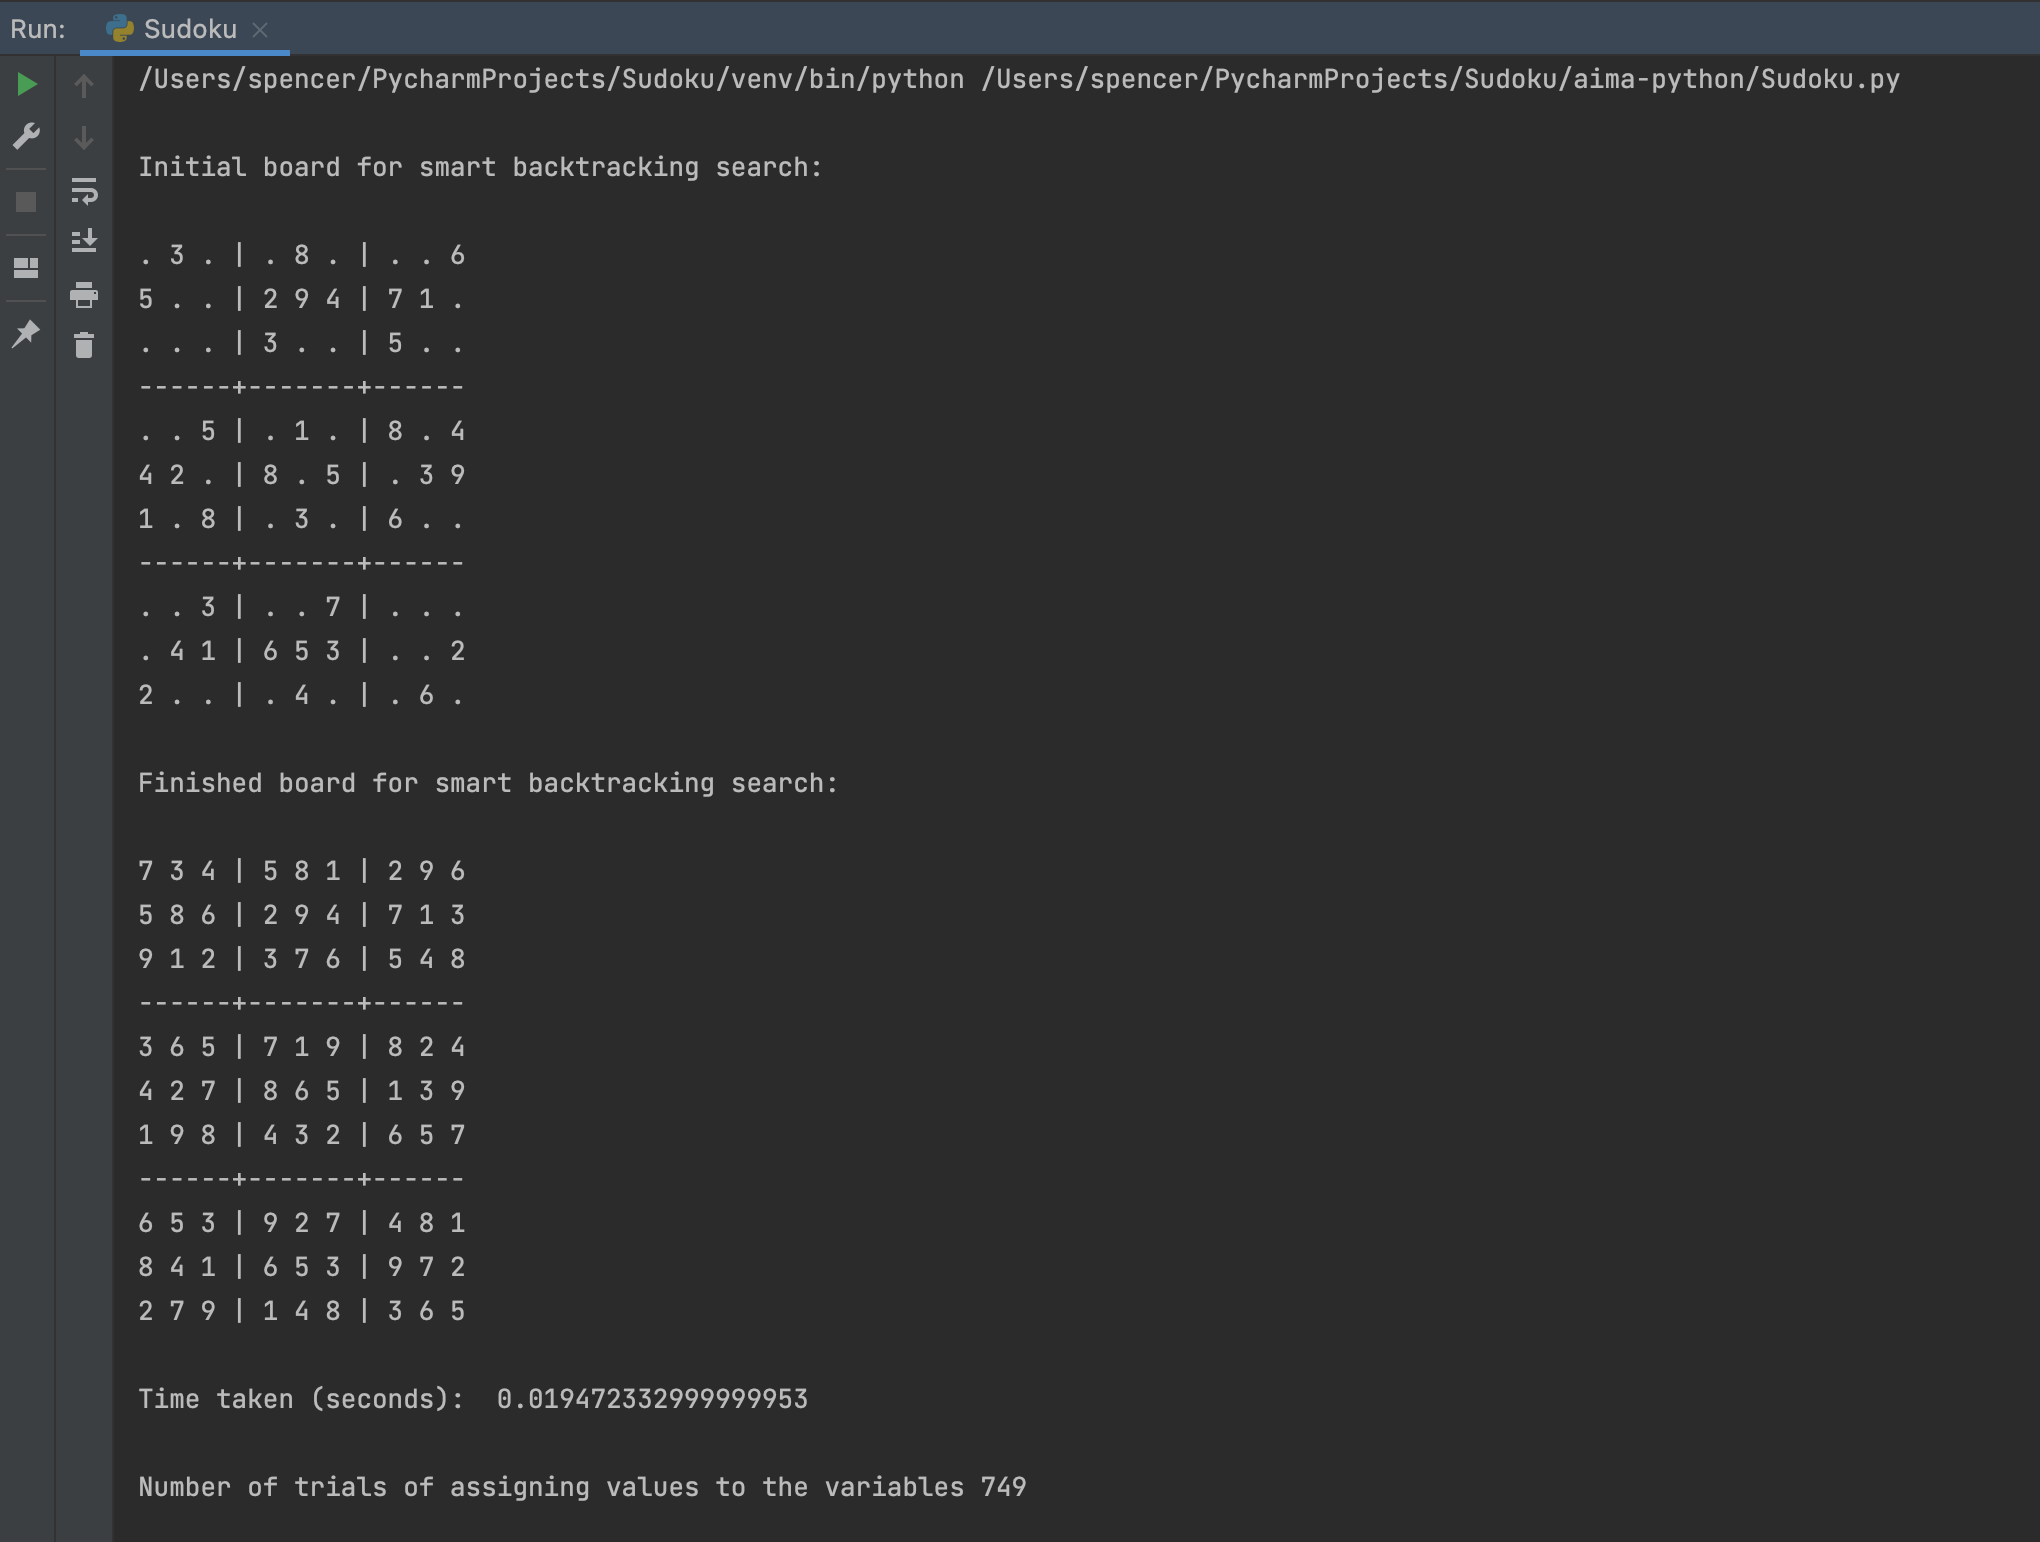 Run: Sudoku
/Users/spencer/PycharmProjects/Sudoku/venv/bin/python /Users/spencer/PycharmProjects/Sudoku/aima-python/Sudoku.py
Initial board for smart backtracking search:
. 3 . | . 8 . | . . 6
5 . . | 2 9 4 | 7 1 .
. . . | 3 . . | 5 . .
------+-------+------
. . 5 | . 1 . | 8 . 4
4 2 . | 8 . 5 | . 3 9
1 . 8 | . 3 . | 6 . .
------+-------+------
. . 3 | . . 7 | . . .
. 4 1 | 6 5 3 | . . 2
2 . . | . 4 . | . 6 .
Finished board for smart backtracking search:
7 3 4 | 5 8 1 | 2 9 6
5 8 6 | 2 9 4 | 7 1 3
9 1 2 | 3 7 6 | 5 4 8
------+-------+------
3 6 5 | 7 1 9 | 8 2 4
4 2 7 | 8 6 5 | 1 3 9
1 9 8 | 4 3 2 | 6 5 7
------+-------+------
6 5 3 | 9 2 7 | 4 8 1
8 4 1 | 6 5 3 | 9 7 2
2 7 9 | 1 4 8 | 3 6 5
Time taken (seconds):  0.019472332999999953
Number of trials of assigning values to the variables 749